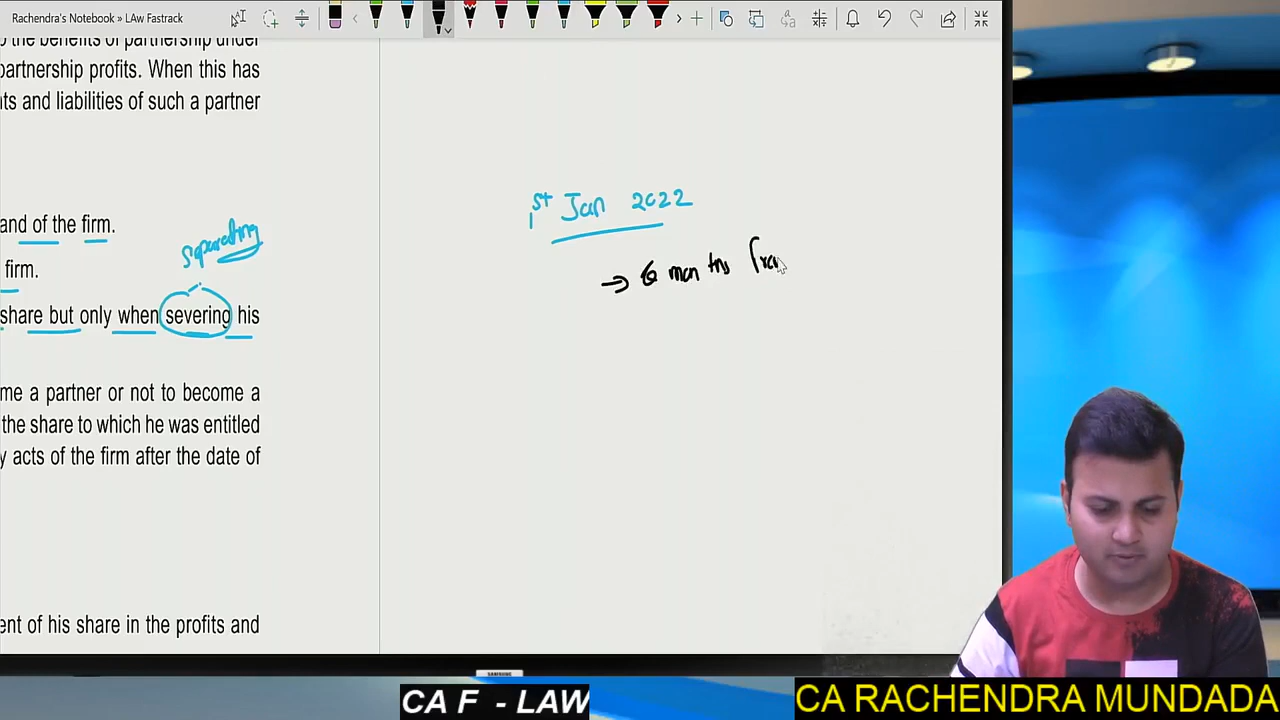 Rachendra's Notebook » LAw Fastrack
o the benefits of partnership under
partnership profits. When this has
nts and liabilities of such a partner
1st Jan 2022
and of the firm.
separating
→ 6 months
firm.
share but only when severing his
me a partner or not to become a
the share to which he was entitled
y acts of the firm after the date of
ent of his share in the profits and
SAMSUNG
CA F - LAW
CA RACHENDRA MUNDADA